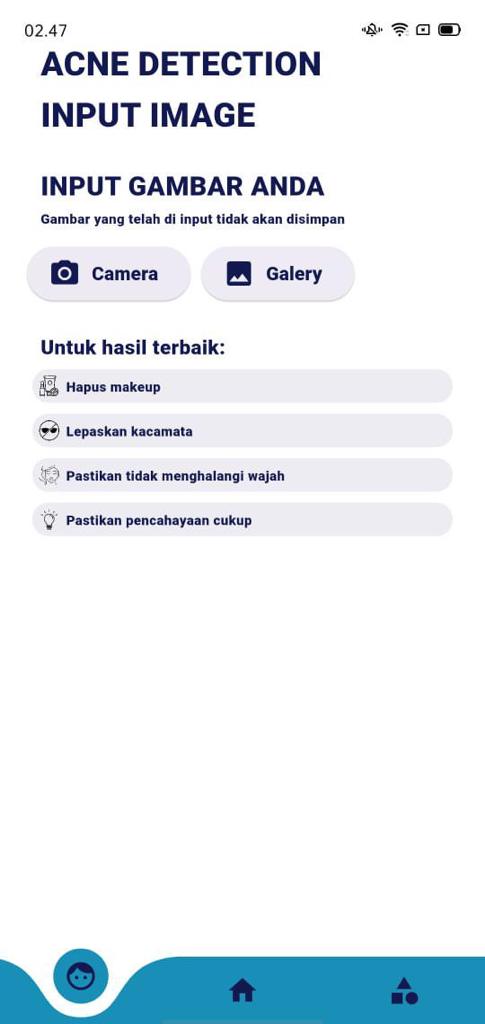 02.47
ACNE DETECTION
INPUT IMAGE
INPUT GAMBAR ANDA
Gambar yang telah di input tidak akan disimpan
Camera
Galery
Untuk hasil terbaik:
Hapus makeup
Lepaskan kacamata
Pastikan tidak menghalangi wajah
Pastikan pencahayaan cukup